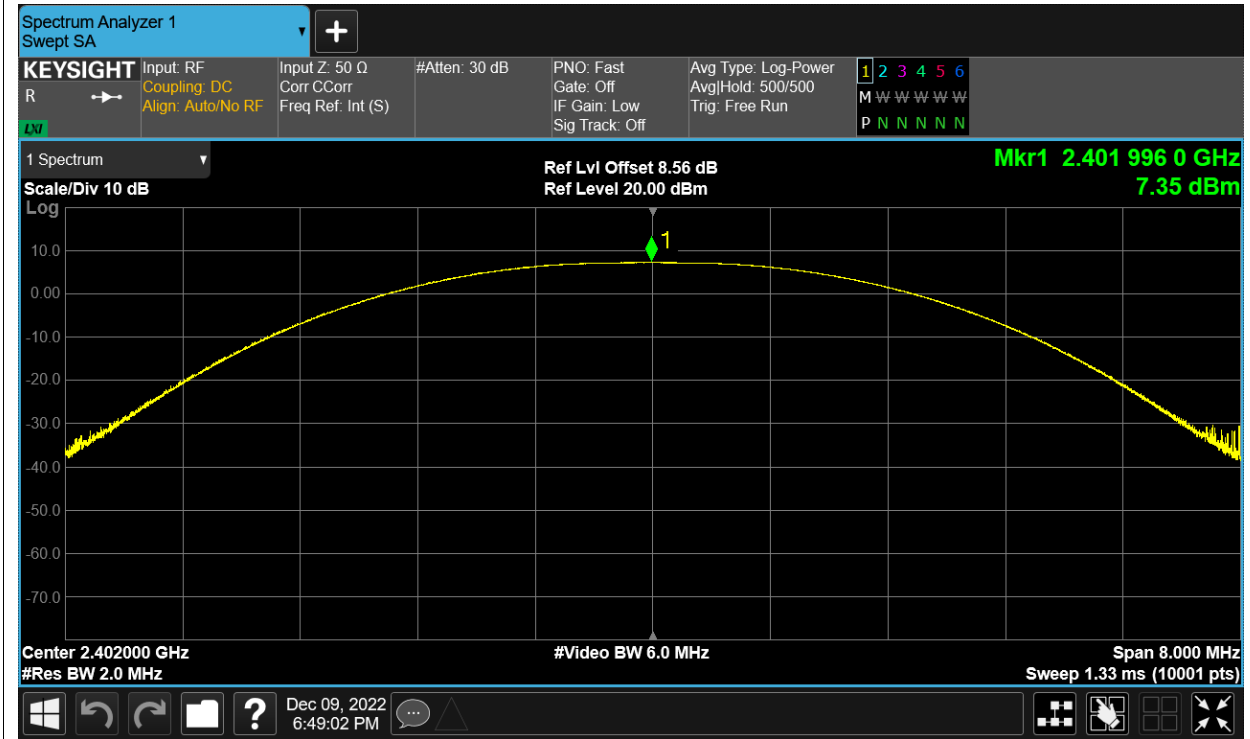 Spectrum Analyzer 1
Swept SA
KEYSIGHT
R
LXI
Input: RF
Coupling: DC
Align: Auto/No RF
Input Z: 50 Ω
Corr CCorr
Freq Ref: Int (S)
#Atten: 30 dB
PNO: Fast
Gate: Off
IF Gain: Low
Sig Track: Off
Avg Type: Log-Power
Avg|Hold: 500/500
Trig: Free Run
1 2 3 4 5 6
M W W W W W
P N N N N N
1 Spectrum
Scale/Div 10 dB
Log
Ref Lvl Offset 8.56 dB
Ref Level 20.00 dBm
Mkr1 2.401 996 0 GHz
7.35 dBm
1
10.0
0.00
-10.0
-20.0
-30.0
-40.0
-50.0
-60.0
-70.0
Center 2.402000 GHz
#Res BW 2.0 MHz
#Video BW 6.0 MHz
Span 8.000 MHz
Sweep 1.33 ms (10001 pts)
?
Dec 09, 2022
6:49:02 PM